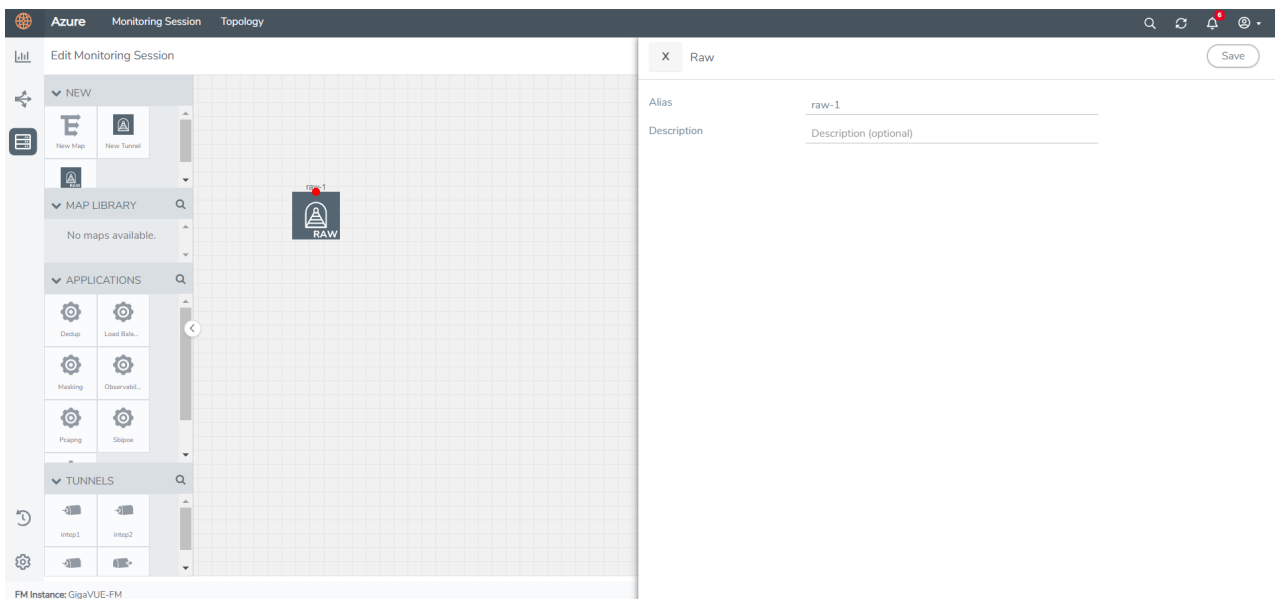 Azure Monitoring Session Topology 6
Edit Monitoring Session
X Raw Save
NEW
New Map New Tunnel
RAW
MAP LIBRARY
No maps available.
APPLICATIONS
Dedup Load Bala...
Masking Observabil...
Pcapng Sbipoe
TUNNELS
intep1 intep2
raw-1
RAW
Alias raw-1
Description Description (optional)
FM Instance: GigaVUE-FM